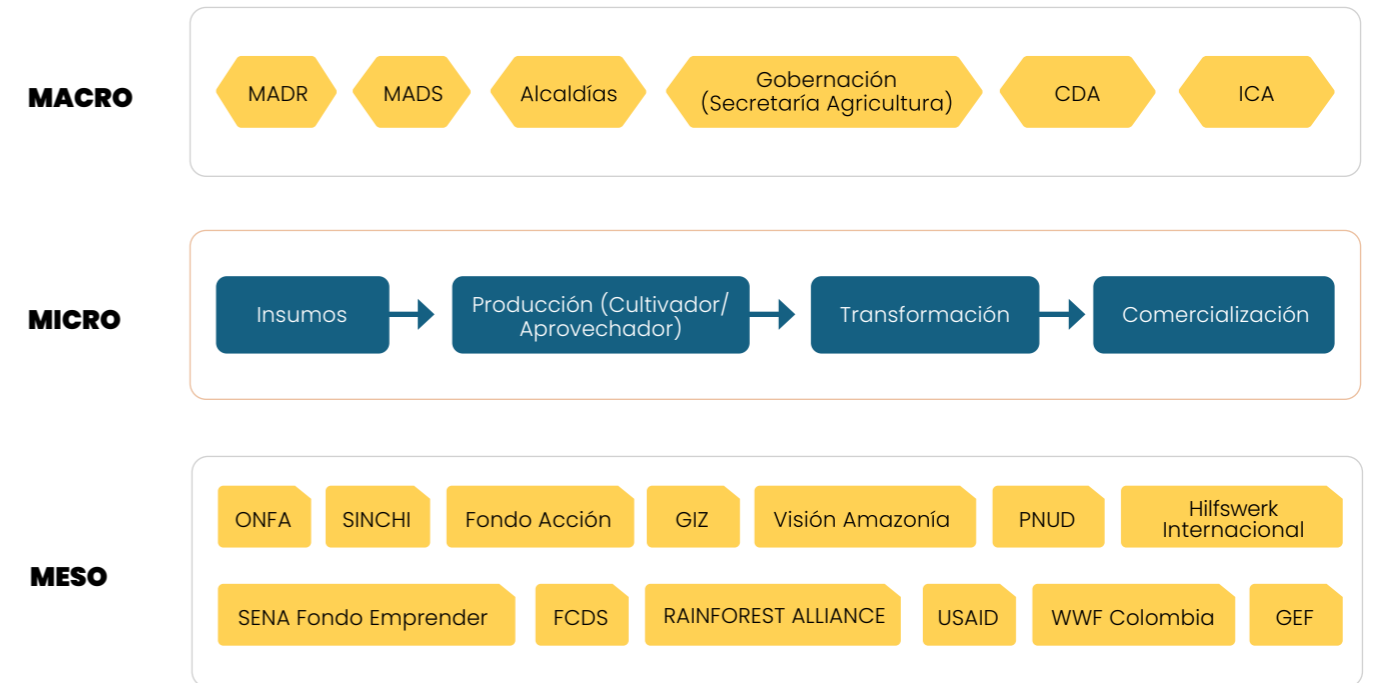 MACRO
MADR
MADS
Alcaldías
Gobernación
(Secretaría Agricultura)
CDA
ICA
MICRO
Insumos
Producción (Cultivador/
Aprovechador)
Transformación
Comercialización
MESO
ONFA
SINCHI
Fondo Acción
GIZ
Visión Amazonía
PNUD
Hilfswerk
Internacional
SENA Fondo Emprender
FCDS
RAINFOREST ALLIANCE
USAID
WWF Colombia
GEF